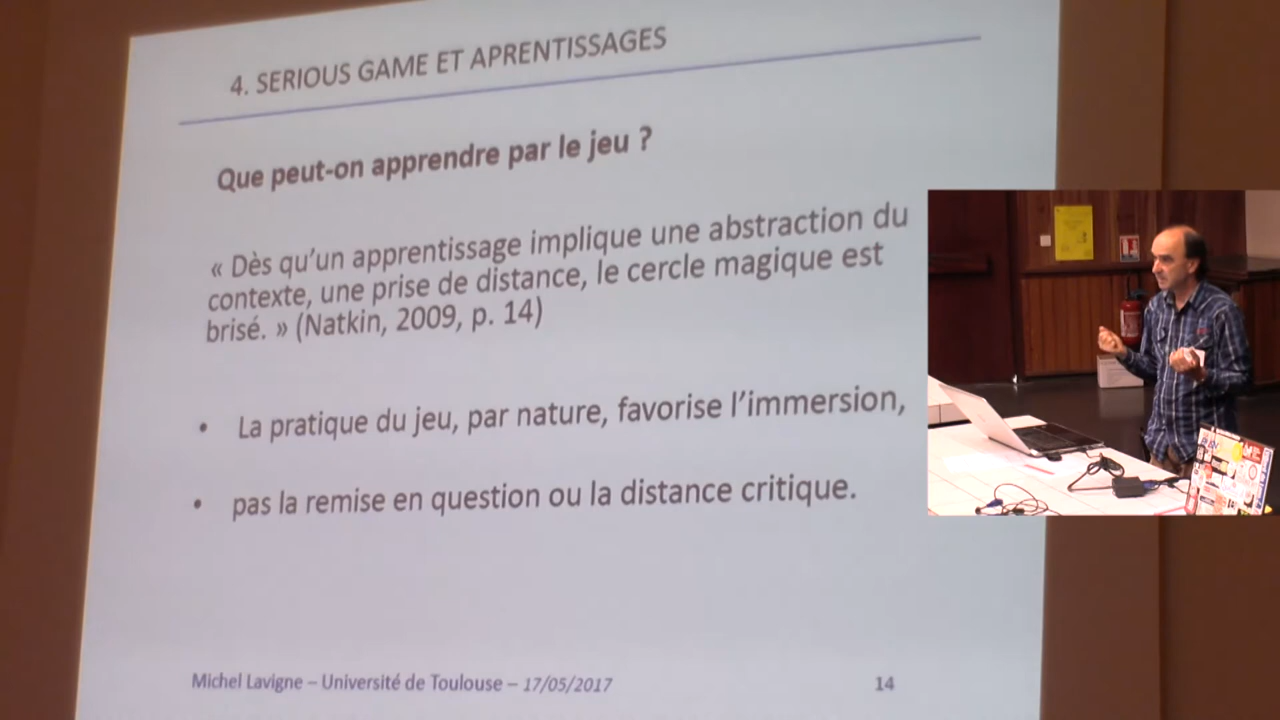 4. SERIOUS GAME ET APRENTISSAGES
Que peut-on apprendre par le jeu ?
« Dès qu’un apprentissage implique une abstraction du
contexte, une prise de distance, le cercle magique est
brisé. » (Natkin, 2009, p. 14)
• La pratique du jeu, par nature, favorise l’immersion,
• pas la remise en question ou la distance critique.
Michel Lavigne – Université de Toulouse – 17/05/2017
14